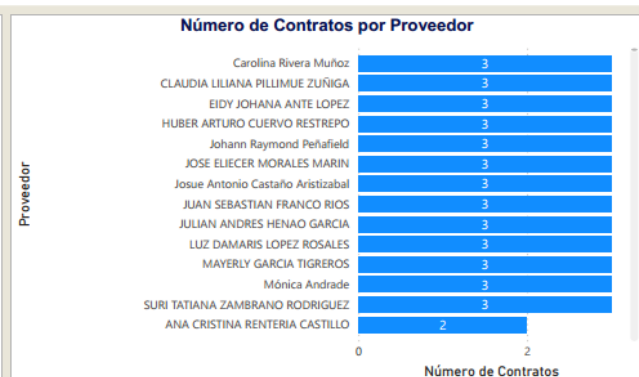 Número de Contratos por Proveedor
Proveedor
Carolina Rivera Muñoz 3
CLAUDIA LILIANA PILLIMUE ZUÑIGA 3
EIDY JOHANA ANTE LOPEZ 3
HUBER ARTURO CUERVO RESTREPO 3
Johann Raymond Peñafield 3
JOSE ELIECER MORALES MARIN 3
Josue Antonio Castaño Aristizabal 3
JUAN SEBASTIAN FRANCO RIOS 3
JULIAN ANDRES HENAO GARCIA 3
LUZ DAMARIS LOPEZ ROSALES 3
MAYERLY GARCIA TIGREROS 3
Mónica Andrade 3
SURI TATIANA ZAMBRANO RODRIGUEZ 3
ANA CRISTINA RENTERIA CASTILLO 2
0 2
Número de Contratos